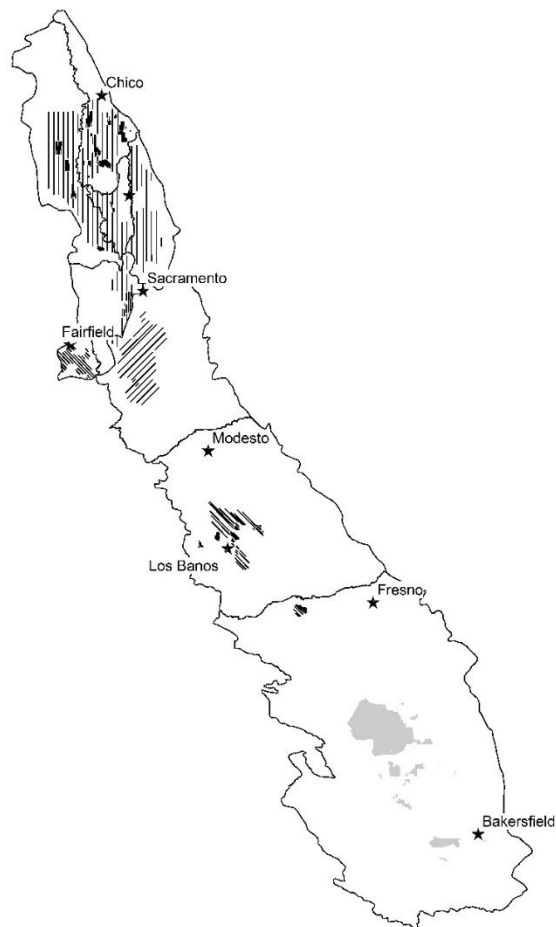 Chico
Sacramento
Fairfield
Modesto
Los Banos
Fresno
Bakersfield